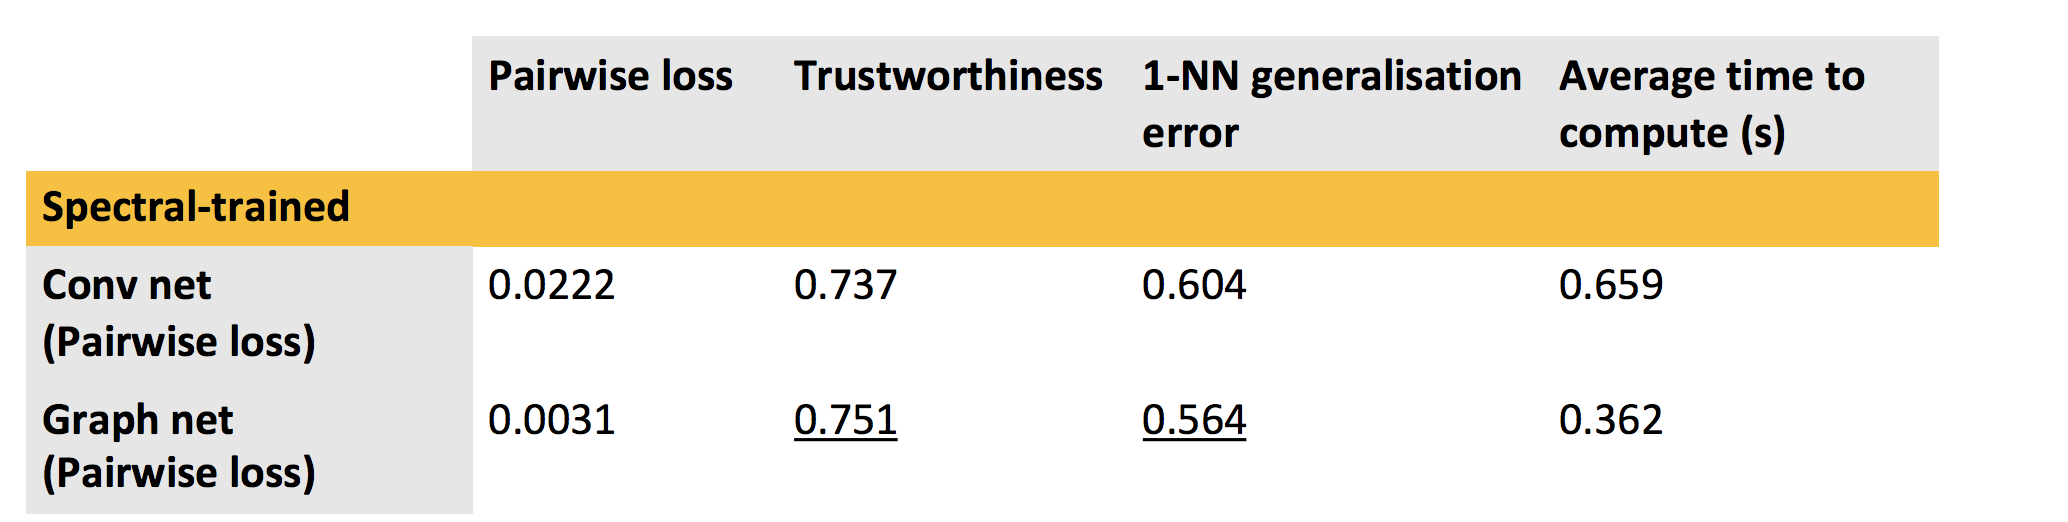 Pairwise loss Trustworthiness 1-NN generalisation error Average time to compute (s)
Spectral-trained
Conv net (Pairwise loss) 0.0222 0.737 0.604 0.659
Graph net (Pairwise loss) 0.0031 0.751 0.564 0.362